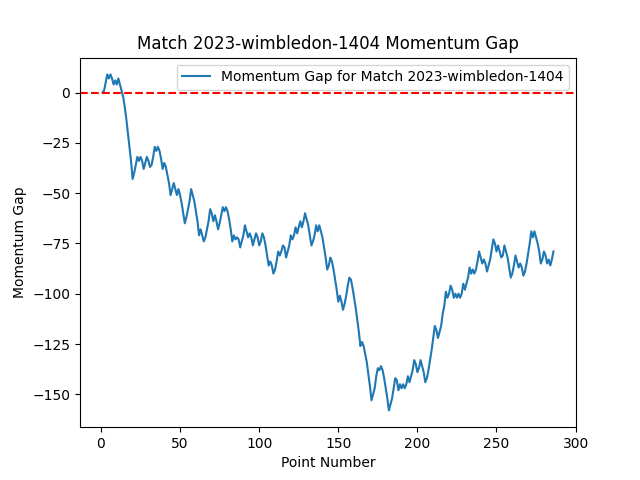 Match 2023-wimbledon-1404 Momentum Gap
Momentum Gap for Match 2023-wimbledon-1404
0
−25
−50
−75
−100
−125
−150
Momentum Gap
0 50 100 150 200 250 300
Point Number